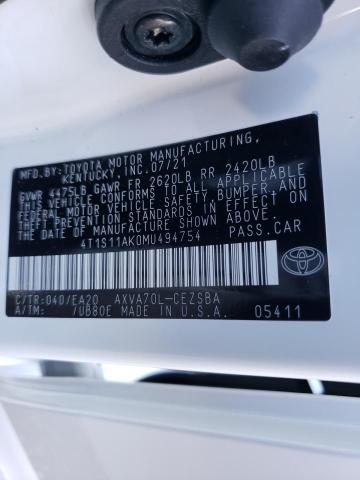 MFD.BY:TOYOTA MOTOR MANUFACTURING,
KENTUCKY, INC.07/21
GVWR 4475LB GAWR FR 2620LB RR 2420LB
THIS VEHICLE CONFORMS TO ALL APPLICABLE
FEDERAL MOTOR VEHICLE SAFETY, BUMPER, AND
THEFT PREVENTION STANDARDS IN EFFECT ON
THE DATE OF MANUFACTURE SHOWN ABOVE.
4T1S11AK0MU494754 PASS.CAR
C/TR:040/EA20 AXVA70L-CEZSBA
A/TM: /UB80E MADE IN U.S.A. 05411